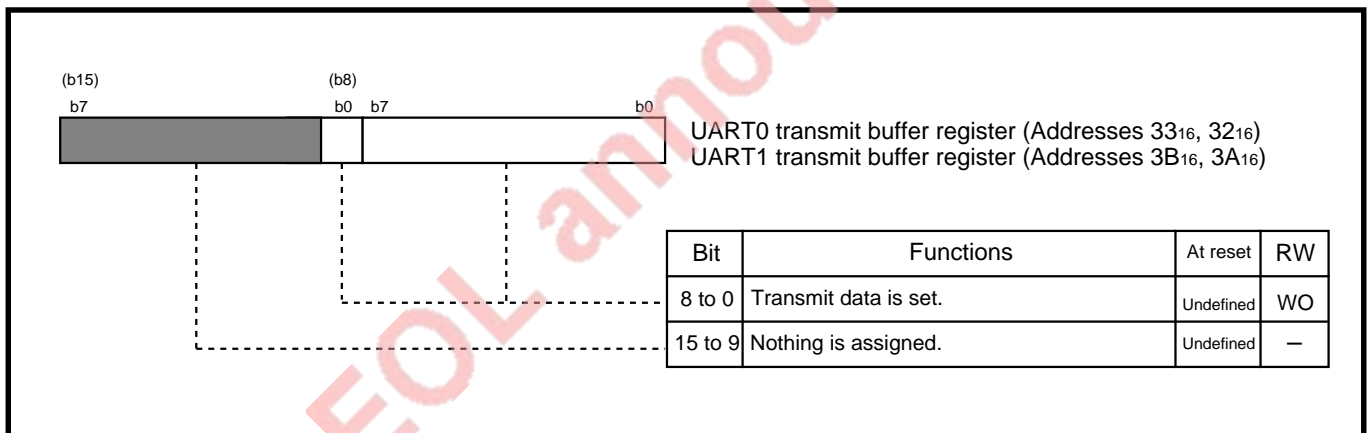 (b15) (b8)
b7 b0 b7 b0
UART0 transmit buffer register (Addresses 33₁₆, 32₁₆)
UART1 transmit buffer register (Addresses 3B₁₆, 3A₁₆)
Bit Functions At reset RW
8 to 0 Transmit data is set. Undefined WO
15 to 9 Nothing is assigned. Undefined –
EOL annou